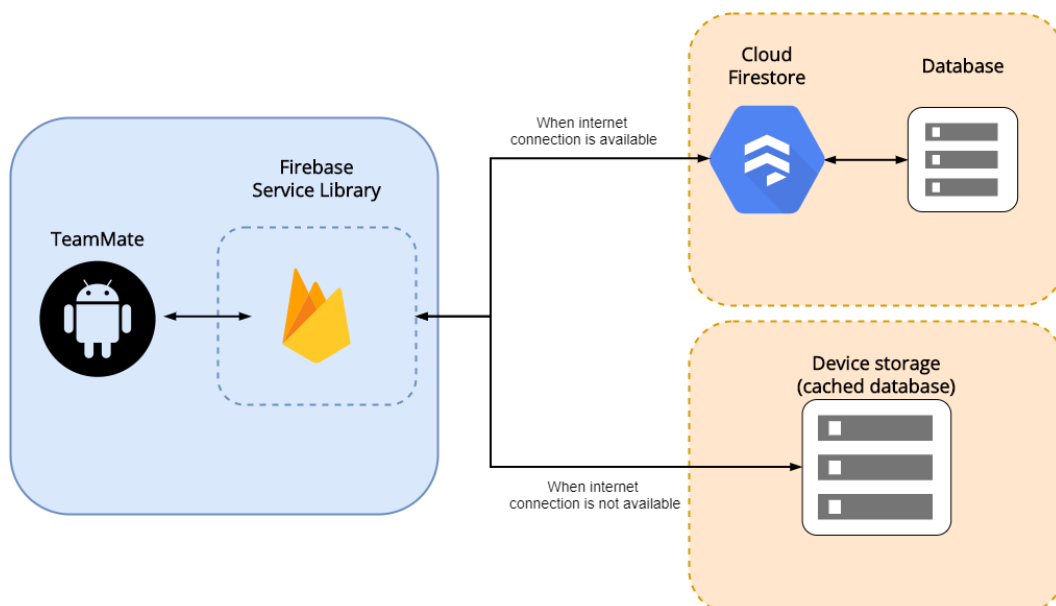 Cloud
Firestore
Database
When internet
connection is available
Firebase
Service Library
TeamMate
Device storage
(cached database)
When internet
connection is not available